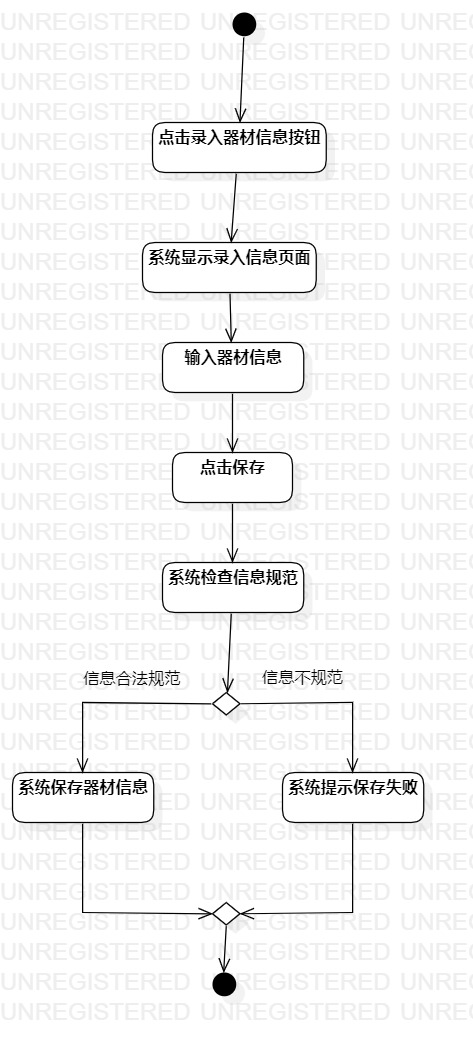 点击录入器材信息按钮
系统显示录入信息页面
输入器材信息
点击保存
系统检查信息规范
信息合法规范
信息不规范
系统保存器材信息
系统提示保存失败
UNREGISTERED